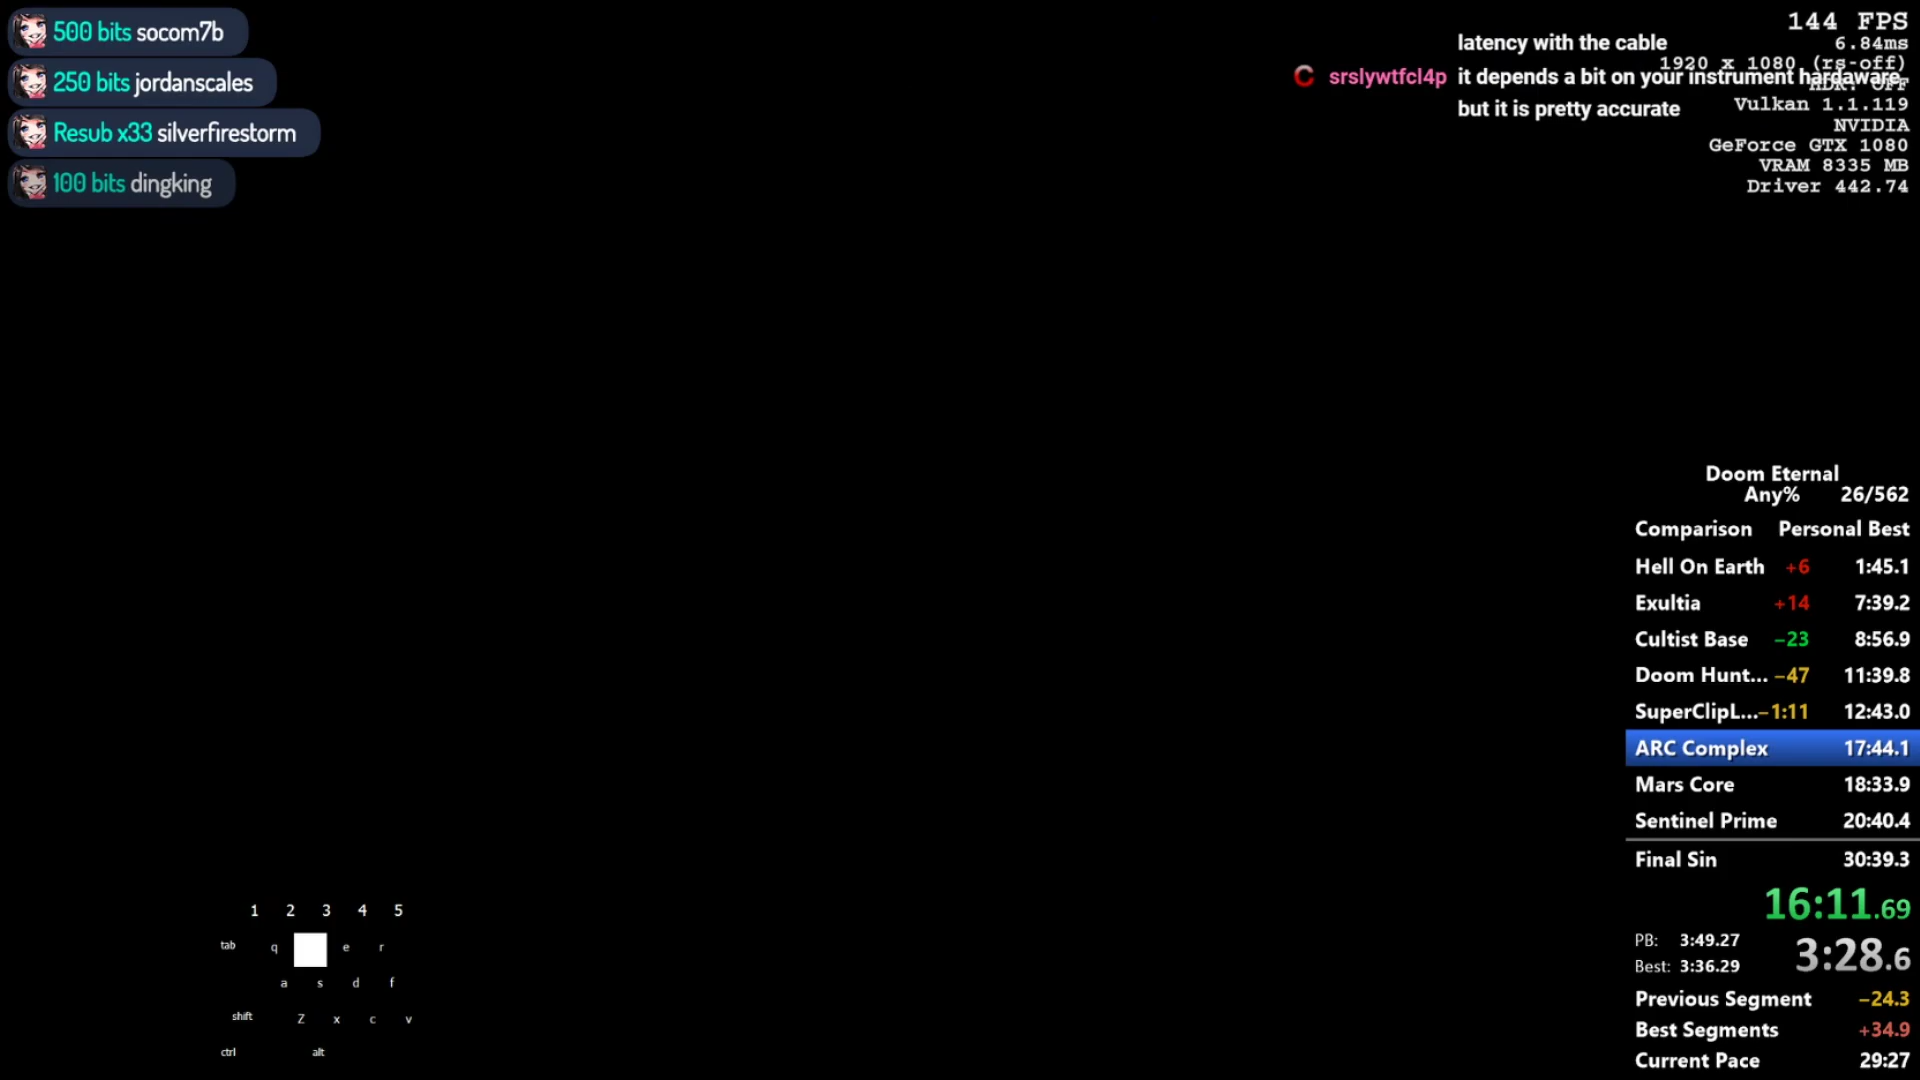 500 bits socom7b
250 bits jordanscales
Resub x33 silverfirestorm
100 bits dingking
144 FPS
6.84ms
1920 x 1080 (rs-off)
HDR: OFF
Vulkan 1.1.119
NVIDIA
GeForce GTX 1080
VRAM 8335 MB
Driver 442.74
latency with the cable
srslywtfcl4p it depends a bit on your instrument hardaware,
but it is pretty accurate
Doom Eternal
Any% 26/562
Comparison Personal Best
Hell On Earth +6 1:45.1
Exultia +14 7:39.2
Cultist Base −23 8:56.9
Doom Hunt... −47 11:39.8
SuperClipL... −1:11 12:43.0
ARC Complex 17:44.1
Mars Core 18:33.9
Sentinel Prime 20:40.4
Final Sin 30:39.3
16:11.69
PB: 3:49.27
Best: 3:36.29
3:28.6
Previous Segment −24.3
Best Segments +34.9
Current Pace 29:27
1 2 3 4 5
tab q e r
a s d f
shift Z x c v
ctrl alt